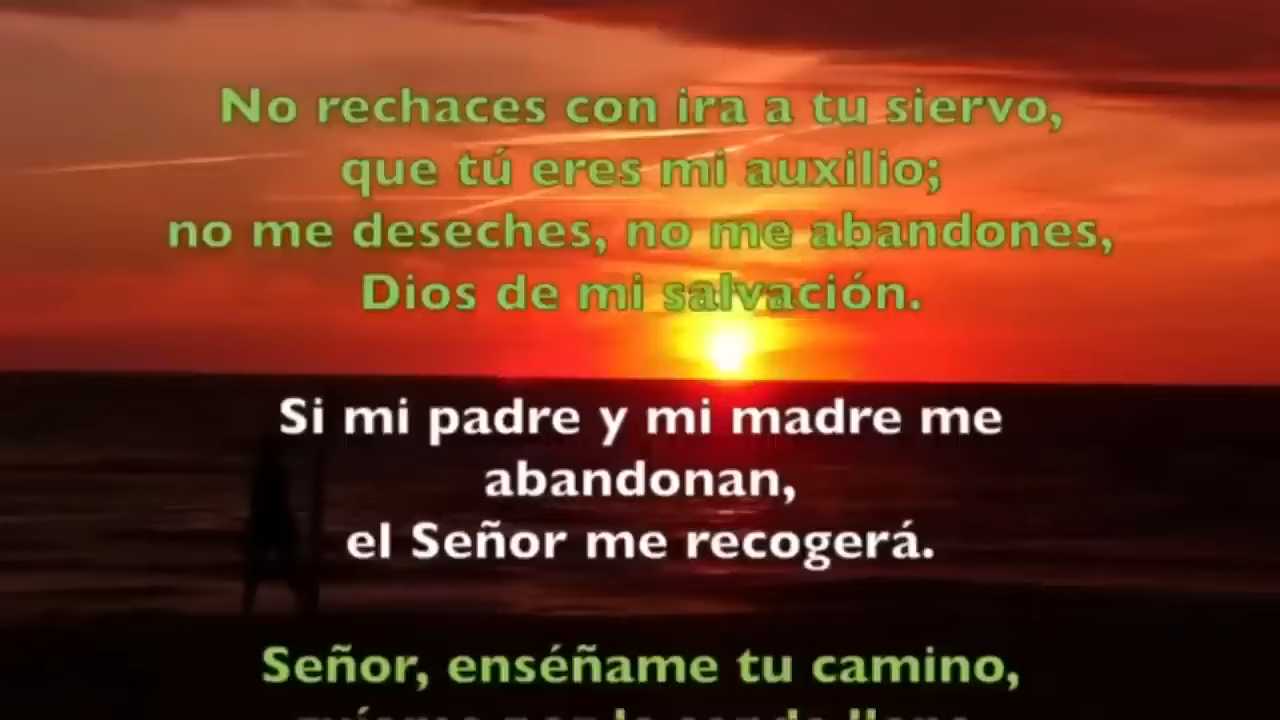 No rechaces con ira a tu siervo,
que tú eres mi auxilio;
no me deseches, no me abandones,
Dios de mi salvación.
Si mi padre y mi madre me
abandonan,
el Señor me recogerá.
Señor, enséñame tu camino,